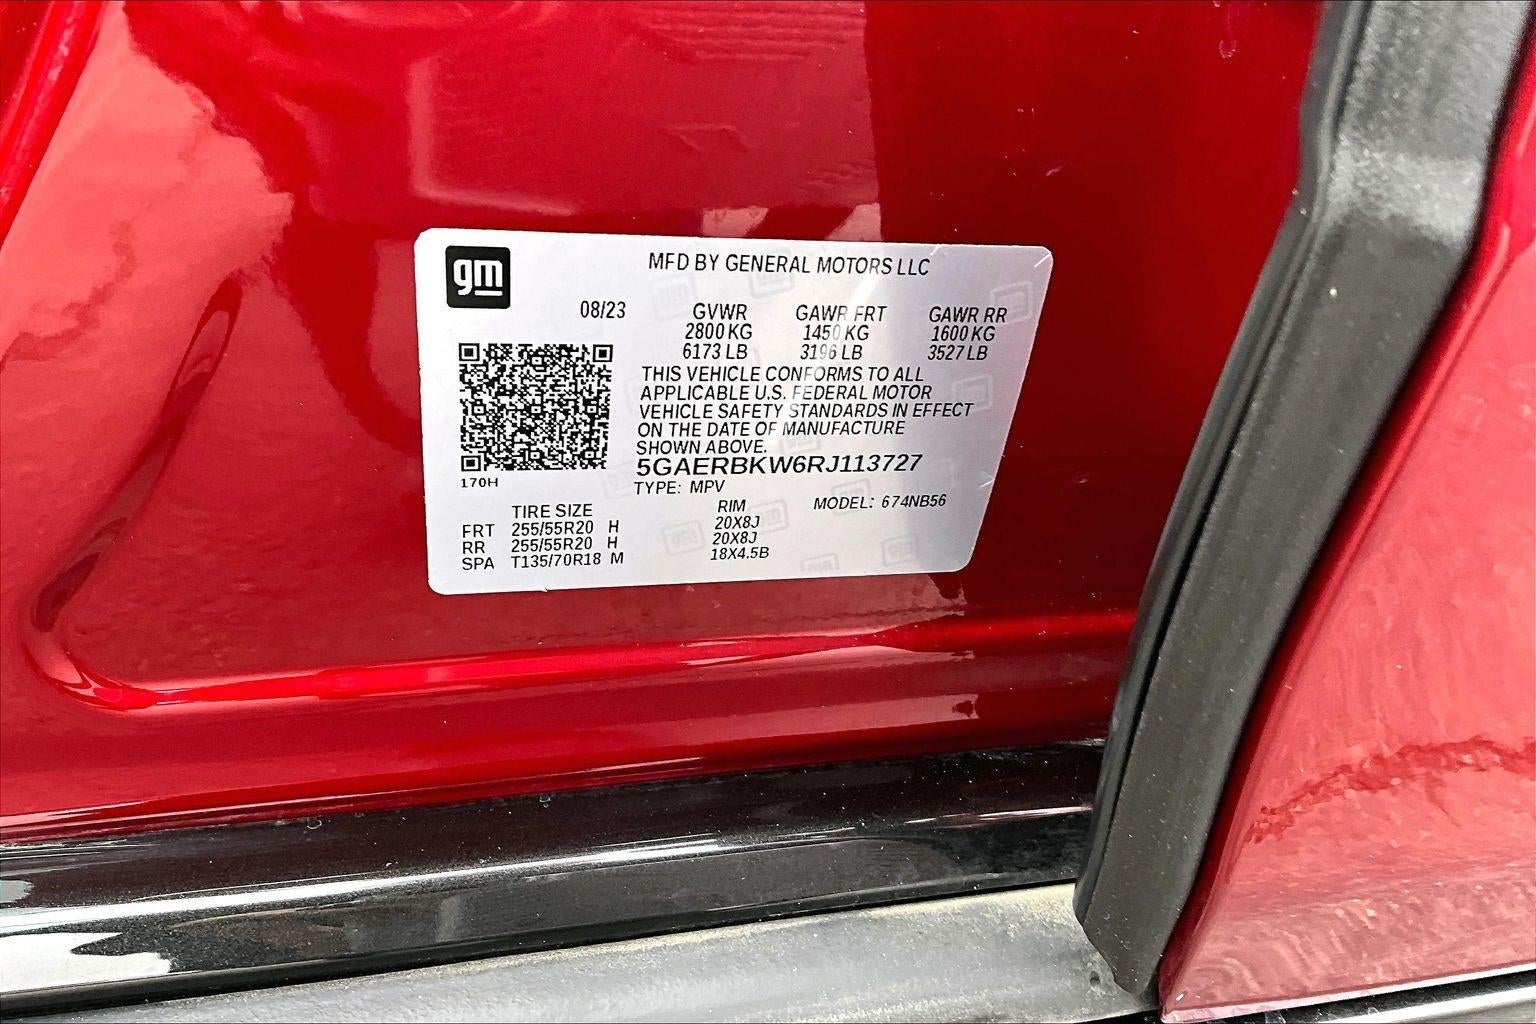 gm
MFD BY GENERAL MOTORS LLC
08/23 GVWR GAWR FRT GAWR RR
2800 KG 1450 KG 1600 KG
6173 LB 3196 LB 3527 LB
THIS VEHICLE CONFORMS TO ALL
APPLICABLE U.S. FEDERAL MOTOR
VEHICLE SAFETY STANDARDS IN EFFECT
ON THE DATE OF MANUFACTURE
SHOWN ABOVE.
5GAERBKW6RJ113727
170H
TYPE: MPV
MODEL: 674NB56
TIRE SIZE RIM
FRT 255/55R20 H 20X8J
RR 255/55R20 H 20X8J
SPA T135/70R18 M 18X4.5B